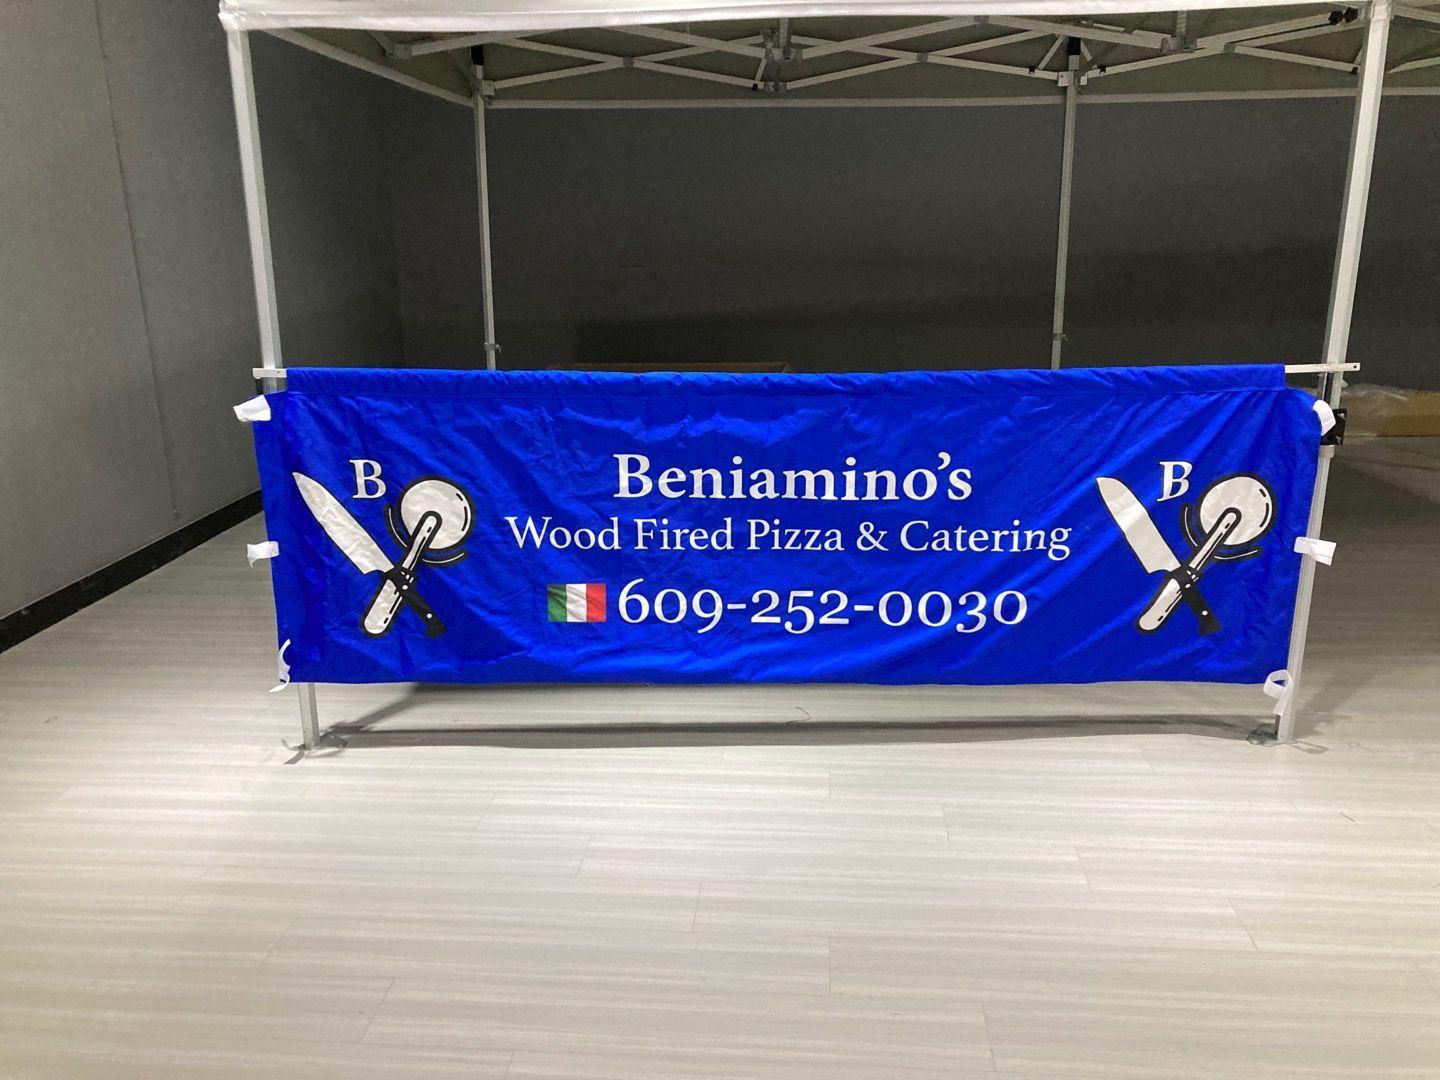 B
Beniamino's
Wood Fired Pizza & Catering
609-252-0030
B